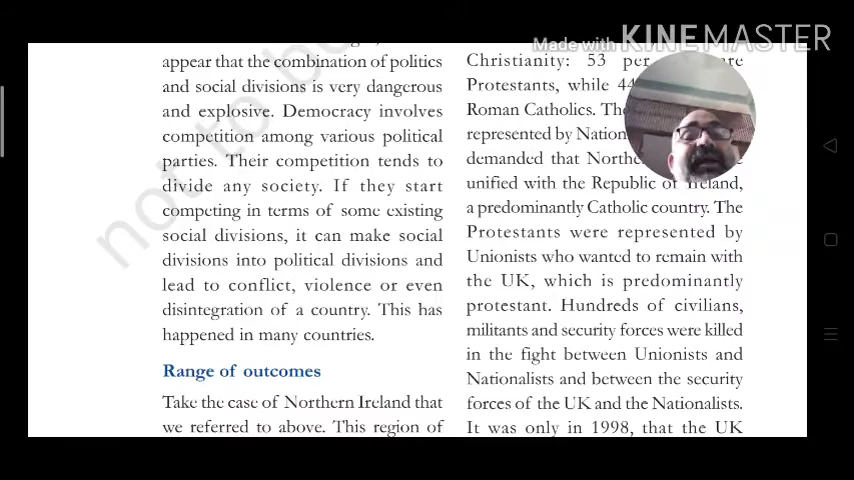 Made with KINEMASTER
appear that the combination of politics
and social divisions is very dangerous
and explosive. Democracy involves
competition among various political
parties. Their competition tends to
divide any society. If they start
competing in terms of some existing
social divisions, it can make social
divisions into political divisions and
lead to conflict, violence or even
disintegration of a country. This has
happened in many countries.
Range of outcomes
Take the case of Northern Ireland that
we referred to above. This region of
Christianity: 53 per are
Protestants, while 44
Roman Catholics. The
represented by Nation
demanded that North
unified with the Republic of Ireland,
a predominantly Catholic country. The
Protestants were represented by
Unionists who wanted to remain with
the UK, which is predominantly
protestant. Hundreds of civilians,
militants and security forces were killed
in the fight between Unionists and
Nationalists and between the security
forces of the UK and the Nationalists.
It was only in 1998, that the UK
not to b